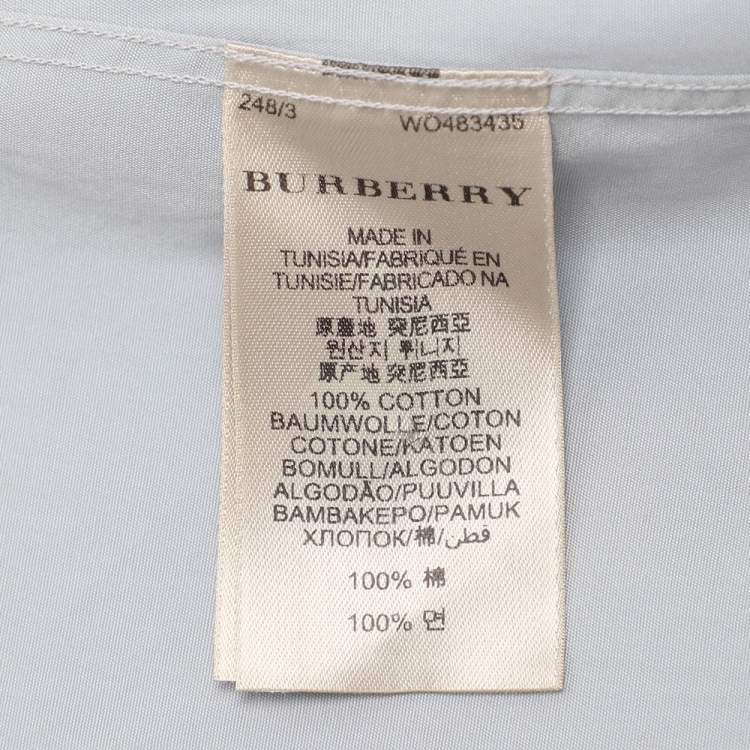 248/3 WO483435
BURBERRY
MADE IN
TUNISIA/FABRIQUÉ EN
TUNISIE/FABRICADO NA
TUNISIA
原產地 突尼西亞
원산지 튀니지
原产地 突尼西亞
100% COTTON
BAUMWOLLE/COTON
COTONE/KATOEN
BOMULL/ALGODON
ALGODÃO/PUUVILLA
BAMBAKEPO/PAMUK
ХЛОПОК/棉/قطن
100% 棉
100% 면